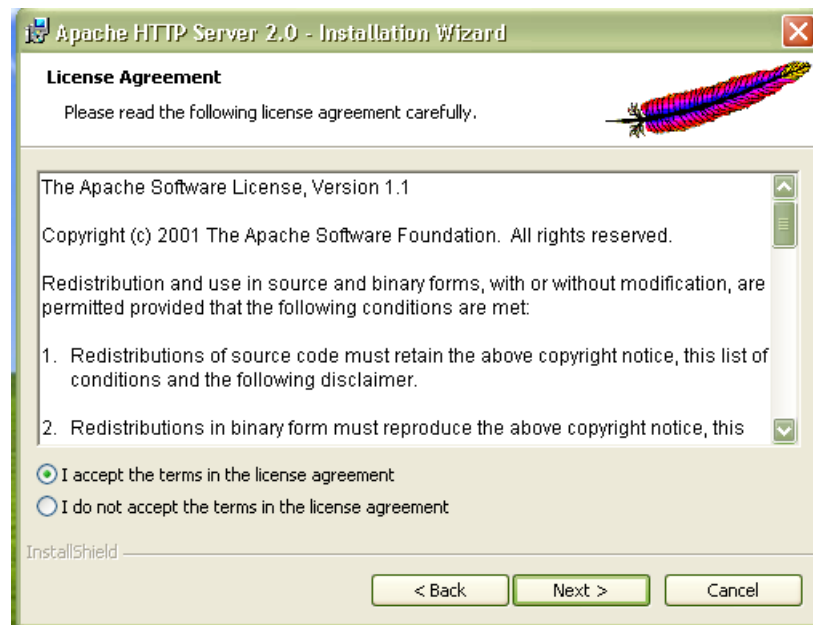 Apache HTTP Server 2.0 - Installation Wizard
License Agreement
Please read the following license agreement carefully.
The Apache Software License, Version 1.1
Copyright (c) 2001 The Apache Software Foundation.  All rights reserved.
Redistribution and use in source and binary forms, with or without modification, are
permitted provided that the following conditions are met:
1.  Redistributions of source code must retain the above copyright notice, this list of
conditions and the following disclaimer.
2.  Redistributions in binary form must reproduce the above copyright notice, this
I accept the terms in the license agreement
I do not accept the terms in the license agreement
InstallShield
< Back Next > Cancel